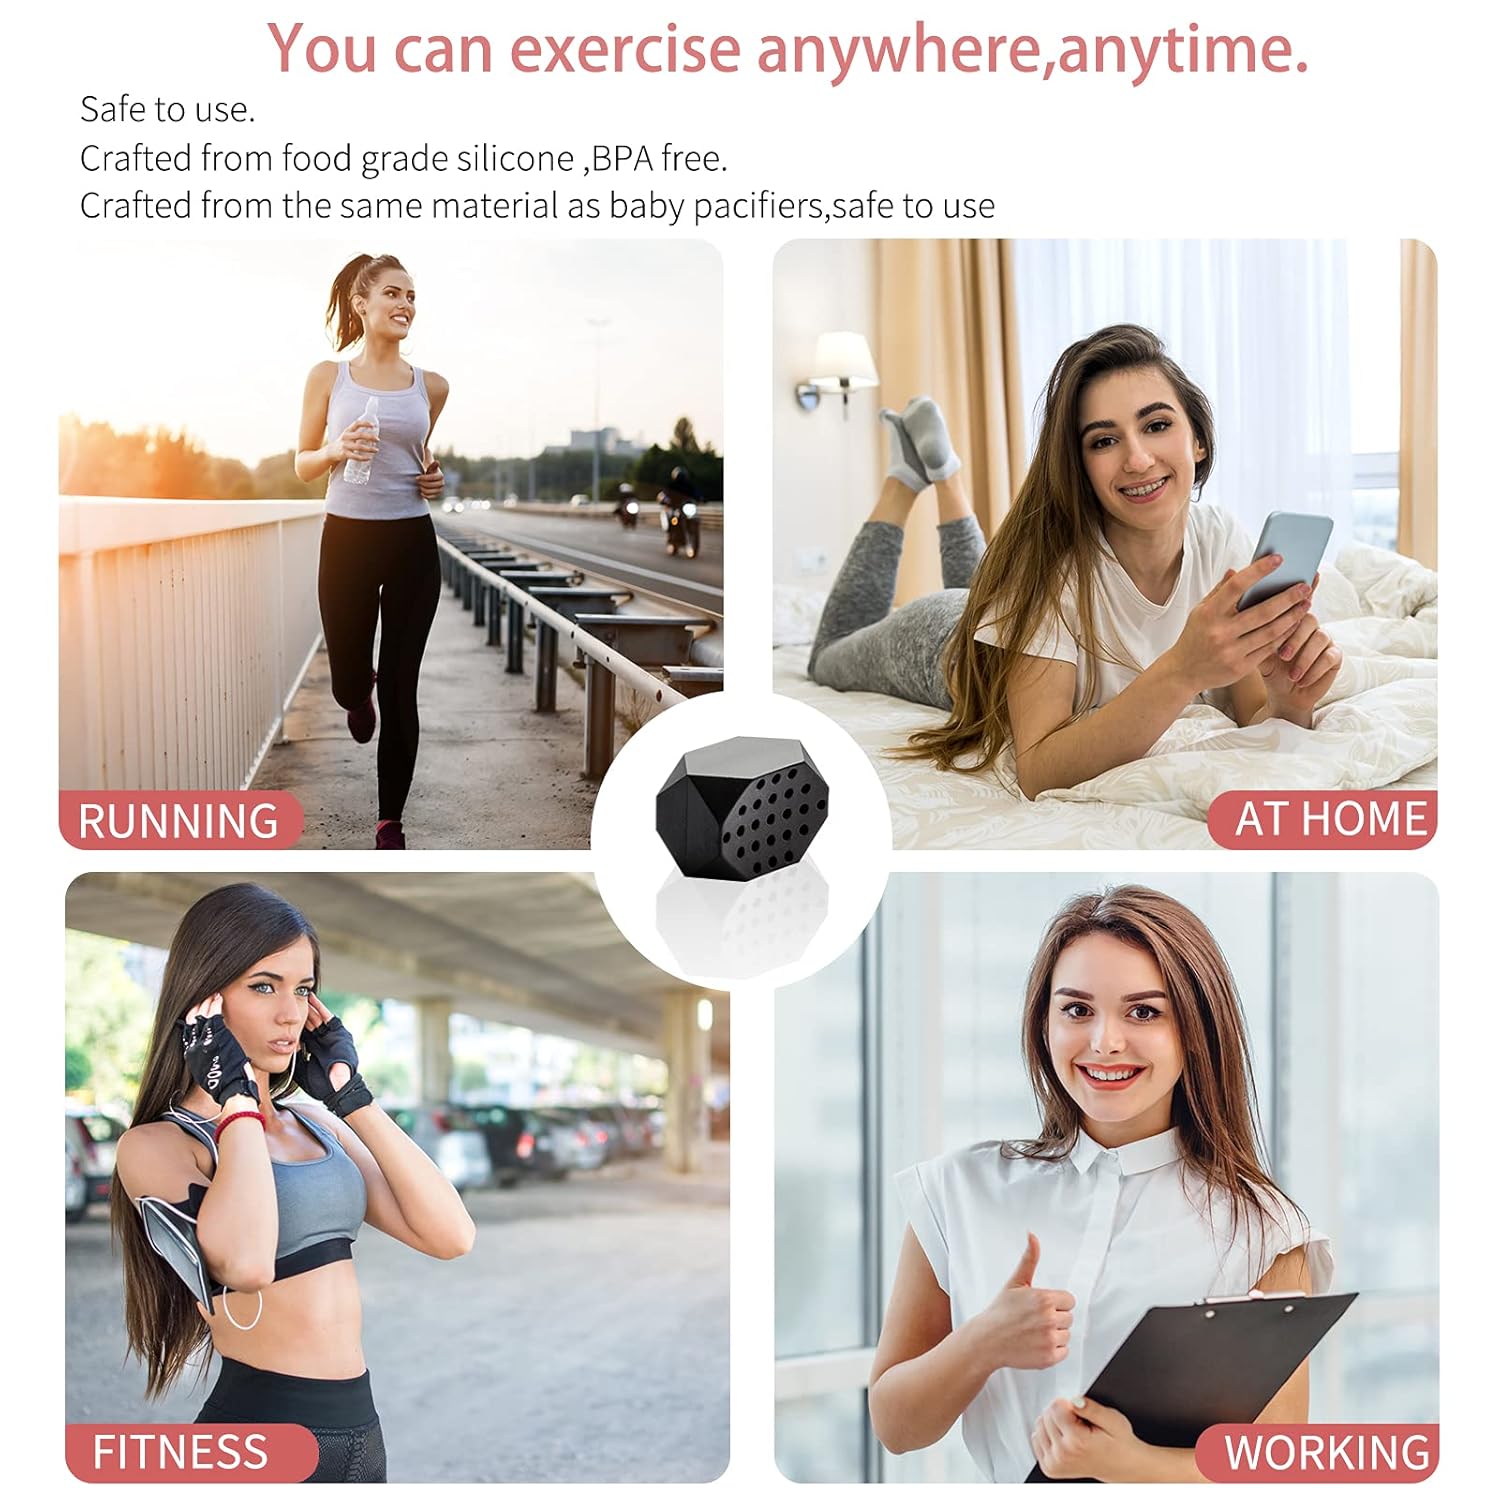 You can exercise anywhere,anytime.
Safe to use.
Crafted from food grade silicone ,BPA free.
Crafted from the same material as baby pacifiers,safe to use
RUNNING
AT HOME
FITNESS
WORKING